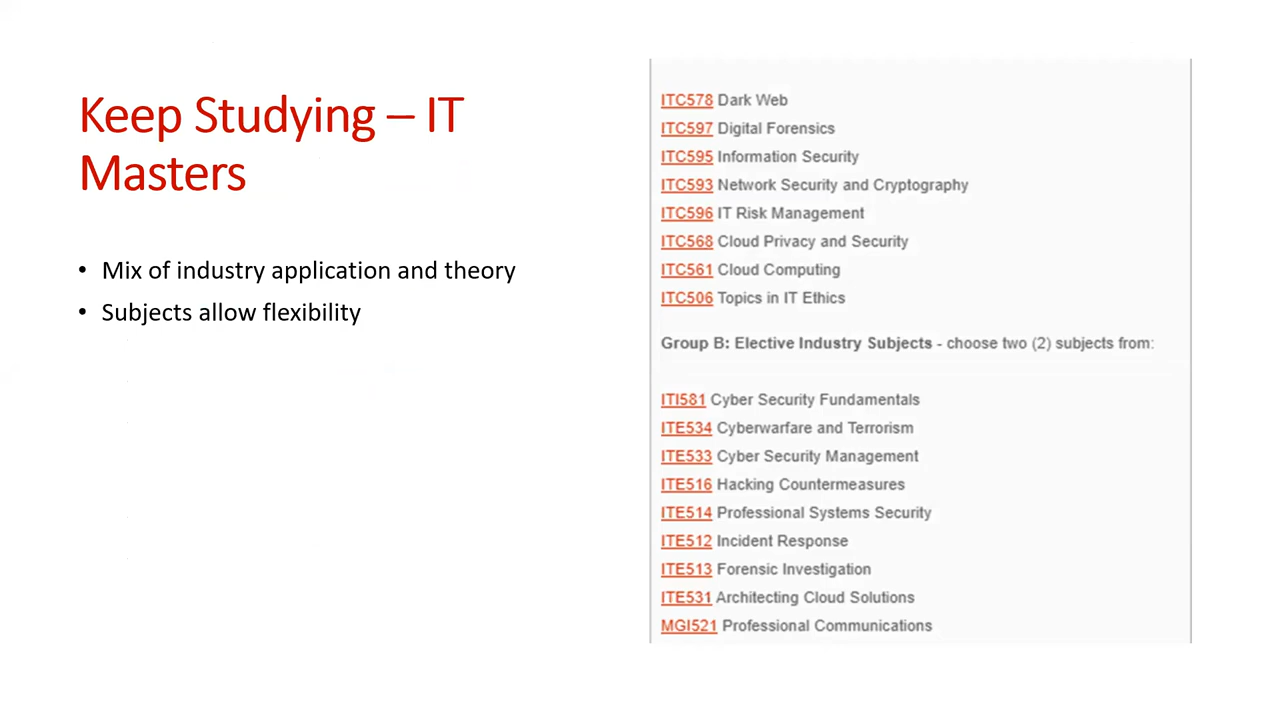 Keep Studying – IT
Masters
• Mix of industry application and theory
• Subjects allow flexibility
ITC578 Dark Web
ITC597 Digital Forensics
ITC595 Information Security
ITC593 Network Security and Cryptography
ITC596 IT Risk Management
ITC568 Cloud Privacy and Security
ITC561 Cloud Computing
ITC506 Topics in IT Ethics
Group B: Elective Industry Subjects - choose two (2) subjects from:
ITI581 Cyber Security Fundamentals
ITE534 Cyberwarfare and Terrorism
ITE533 Cyber Security Management
ITE516 Hacking Countermeasures
ITE514 Professional Systems Security
ITE512 Incident Response
ITE513 Forensic Investigation
ITE531 Architecting Cloud Solutions
MGI521 Professional Communications